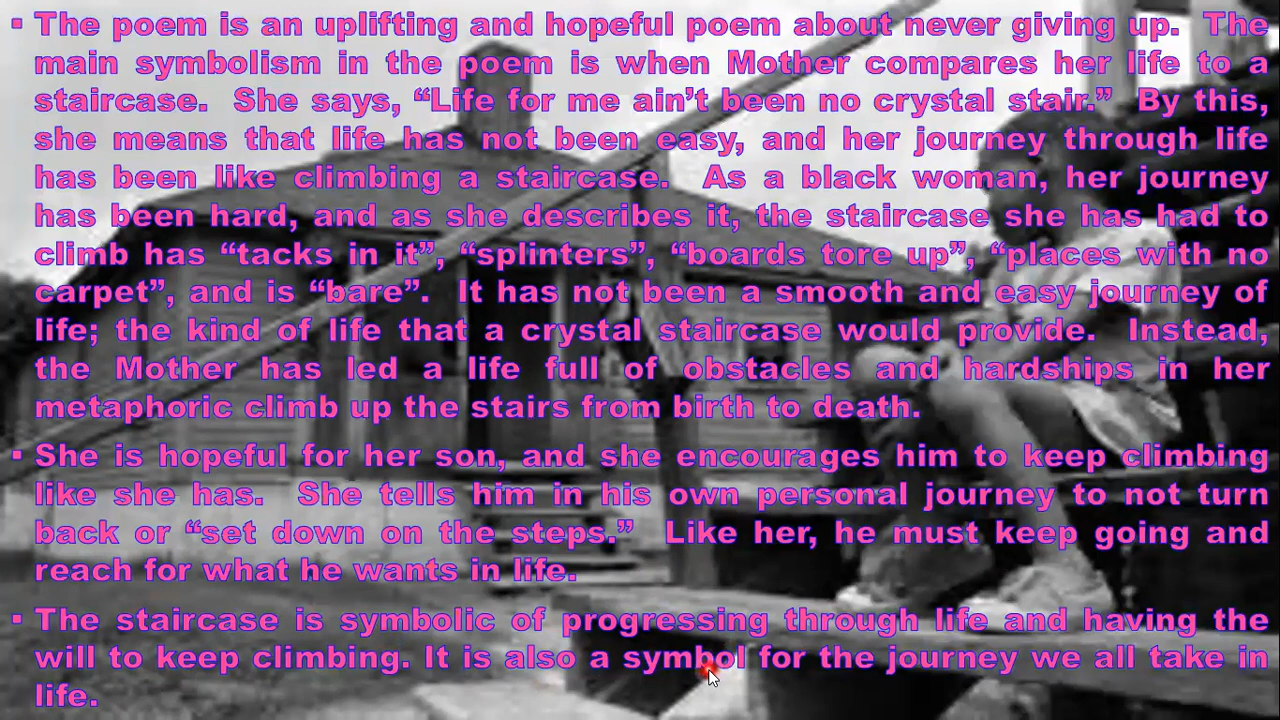 ▪ The poem is an uplifting and hopeful poem about never giving up.  The
main symbolism in the poem is when Mother compares her life to a
staircase.  She says, “Life for me ain’t been no crystal stair.”  By this,
she means that life has not been easy, and her journey through life
has been like climbing a staircase.  As a black woman, her journey
has been hard, and as she describes it, the staircase she has had to
climb has “tacks in it”, “splinters”, “boards tore up”, “places with no
carpet”, and is “bare”.  It has not been a smooth and easy journey of
life; the kind of life that a crystal staircase would provide.  Instead,
the Mother has led a life full of obstacles and hardships in her
metaphoric climb up the stairs from birth to death.
▪ She is hopeful for her son, and she encourages him to keep climbing
like she has.  She tells him in his own personal journey to not turn
back or “set down on the steps.”  Like her, he must keep going and
reach for what he wants in life.
▪ The staircase is symbolic of progressing through life and having the
will to keep climbing. It is also a symbol for the journey we all take in
life.